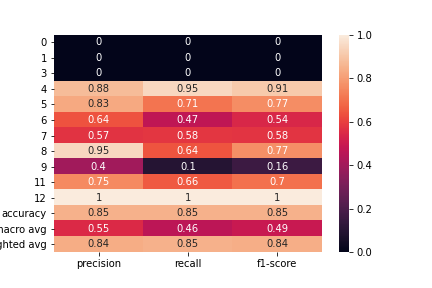 0 0 0 0
1 0 0 0
3 0 0 0
4 0.88 0.95 0.91
5 0.83 0.71 0.77
6 0.64 0.47 0.54
7 0.57 0.58 0.58
8 0.95 0.64 0.77
9 0.4 0.1 0.16
11 0.75 0.66 0.7
12 1 1 1
accuracy 0.85 0.85 0.85
nacro avg 0.55 0.46 0.49
ghted avg 0.84 0.85 0.84
precision recall f1-score
1.0
0.8
0.6
0.4
0.2
0.0